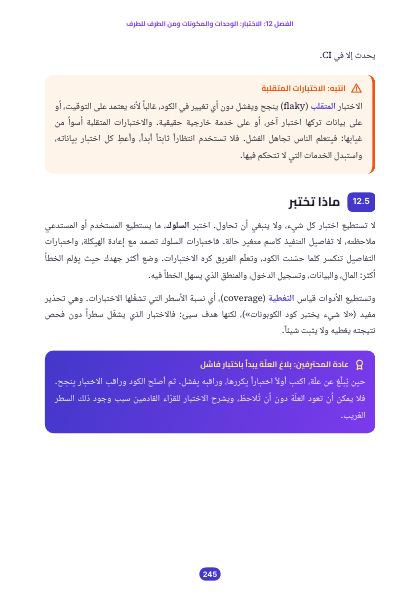 الفصل 12: الاختبار: الوحدات والمكونات ومن الطرف للطرف
يحدث إلا في CI.
انتبه: الاختبارات المتقلبة
الاختبار المتقلب (flaky) ينجح ويفشل دون أي تغيير في الكود، غالباً لأنه يعتمد على التوقيت، أو
على بيانات تركها اختبار آخر، أو على خدمة خارجية حقيقية. والاختبارات المتقلبة أسوأ من
غيابها: فيتعلم الناس تجاهل الفشل. فلا تستخدم انتظاراً ثابتاً أبداً، وأعطِ كل اختبار بياناته،
واستبدل الخدمات التي لا تتحكم فيها.
12.5 ماذا تختبر
لا تستطيع اختبار كل شيء، ولا ينبغي أن تحاول. اختبر السلوك، ما يستطيع المستخدم أو المستدعي
ملاحظته، لا تفاصيل التنفيذ كاسم متغير حالة. فاختبارات السلوك تصمد مع إعادة الهيكلة، واختبارات
التفاصيل تنكسر كلما حسّنت الكود، وتعلّم الفريق كره الاختبارات. وضع أكثر جهدك حيث يؤلم الخطأ
أكثر: المال، والبيانات، وتسجيل الدخول، والمنطق الذي يسهل الخطأ فيه.
وتستطيع الأدوات قياس التغطية (coverage)، أي نسبة الأسطر التي تشغّلها الاختبارات. وهي تحذير
مفيد («لا شيء يختبر كود الكوبونات»)، لكنها هدف سيئ: فالاختبار الذي يشغّل سطراً دون فحص
نتيجته يغطيه ولا يثبت شيئاً.
عادة المحترفين: بلاغ العلّة يبدأ باختبار فاشل
حين يُبلَّغ عن علّة، اكتب أولاً اختباراً يكررها، وراقبه يفشل. ثم أصلح الكود وراقب الاختبار ينجح.
فلا يمكن أن تعود العلّة دون أن تُلاحظ، ويشرح الاختبار للقرّاء القادمين سبب وجود ذلك السطر
الغريب.
245